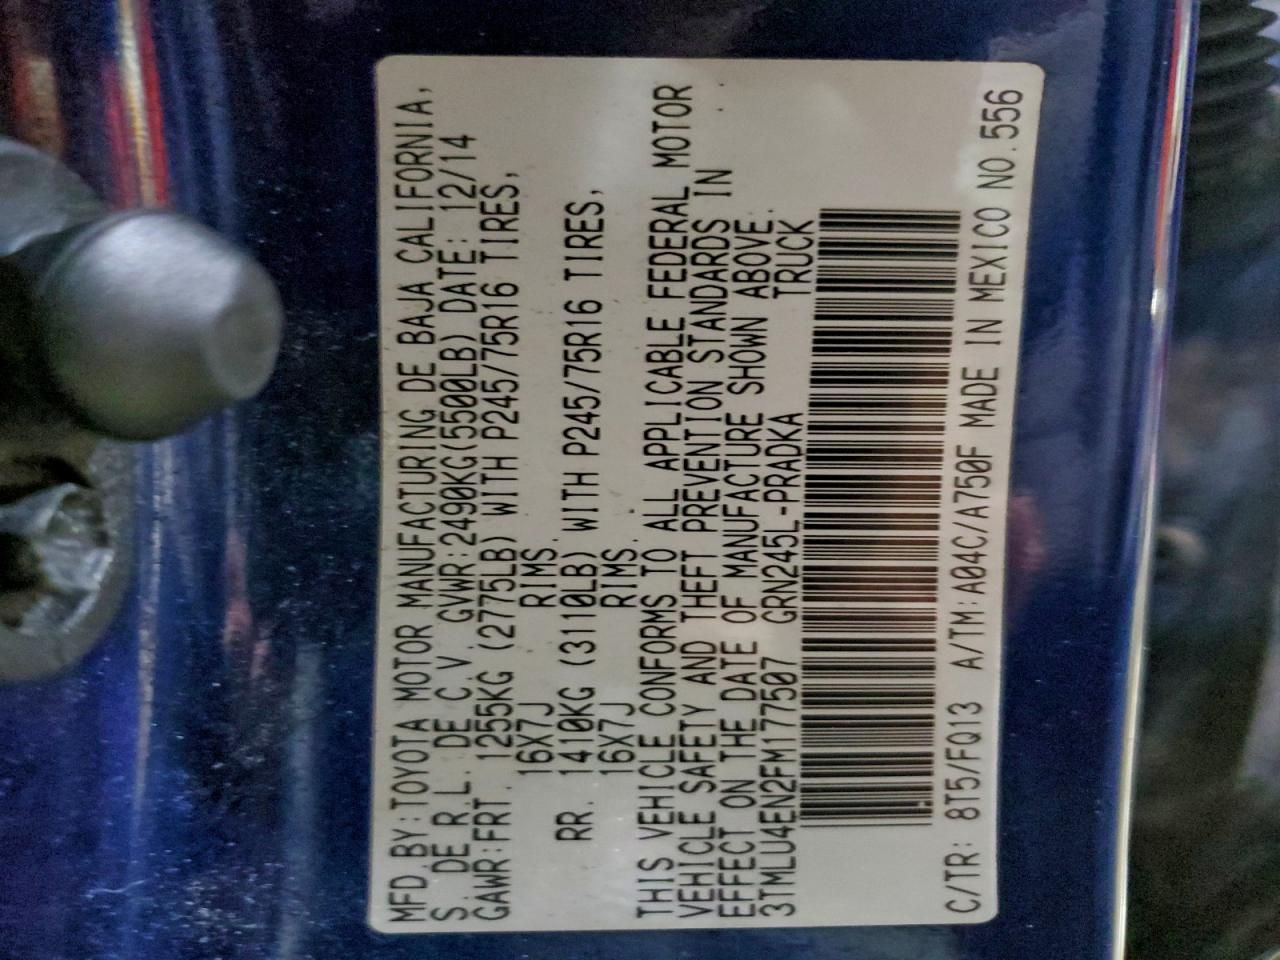 MFD.BY:TOYOTA MOTOR MANUFACTURING DE BAJA CALIFORNIA,
S. DE R.L. DE C.V. GVWR:2490KG(5500LB) DATE: 12/14
GAWR:FRT. 1255KG (2775LB) WITH P245/75R16 TIRES,
16X7J RIMS.
RR. 1410KG (3110LB) WITH P245/75R16 TIRES,
16X7J RIMS.
THIS VEHICLE CONFORMS TO ALL APPLICABLE FEDERAL MOTOR
VEHICLE SAFETY AND THEFT PREVENTION STANDARDS IN
EFFECT ON THE DATE OF MANUFACTURE SHOWN ABOVE.
3TMLU4EN2FM177507 GRN245L-PRADKA TRUCK
C/TR: 8T5/FQ13 A/TM:A04C/A750F MADE IN MEXICO NO.556